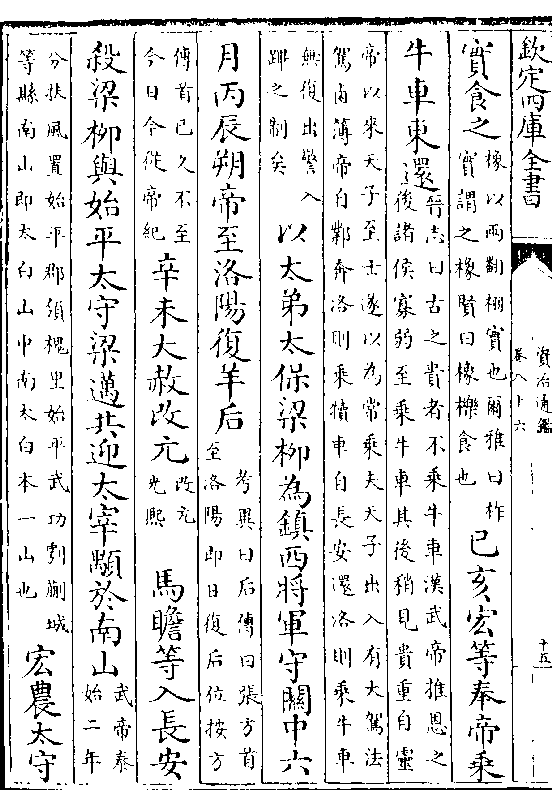 欽定四庫全書
資治通鑑
卷八十六
十五
實食之
橡以兩翻栩實也爾雅曰柞
實謂之橡賢曰橡櫟食也
已亥宏等奉帝乘
牛車東還
晉志曰古之貴者不乘牛車漢武帝推恩之
後諸侯寡弱至乘牛車其後稍見貴重自靈
帝以來天子至士遂以為常乘夫天子出入有大駕法
駕鹵簿帝自鄴奔洛則乘犢車自長安還洛則乘牛車
無復出警入
蹕之制矣
以太弟太保梁柳為鎮西將軍守關中六
月丙辰朔帝至洛陽復羊后
考異曰后傳曰張方首
至洛陽即日復后位按方
傳首已久不至
今日今從帝紀
辛未大赦改元
改元
光熙
馬瞻等入長安
殺梁柳與始平太守梁邁共迎太宰顒於南山
武帝泰
始二年
分扶風置始平郡領槐里始平武功鄠蒯城
等縣南山即太白山中南太白本一山也
宏農太守